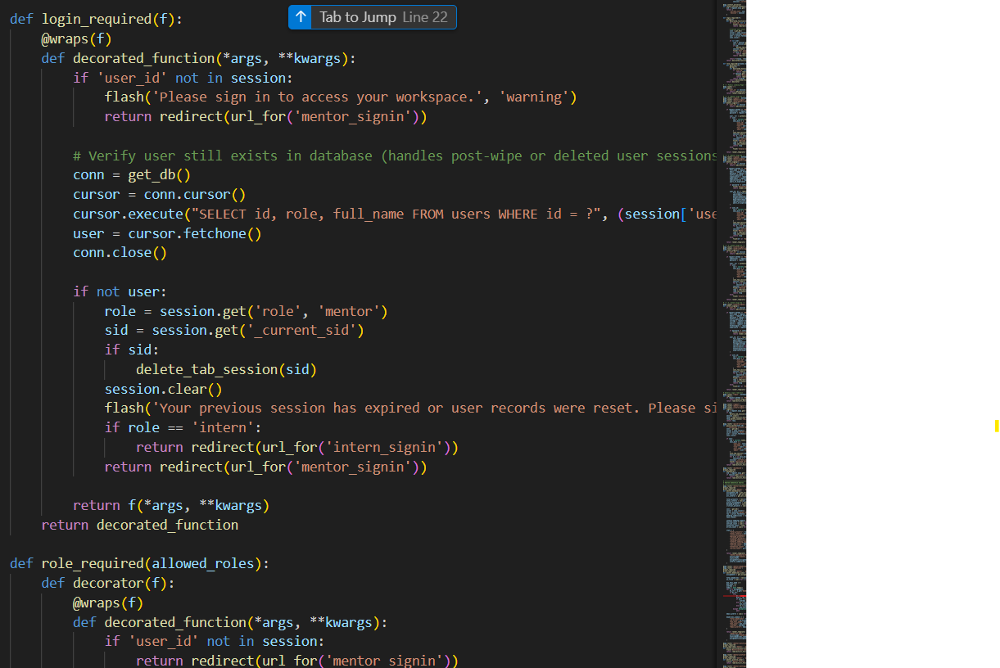 def login_required(f):
↑ Tab to Jump Line 22
    @wraps(f)
    def decorated_function(*args, **kwargs):
        if 'user_id' not in session:
            flash('Please sign in to access your workspace.', 'warning')
            return redirect(url_for('mentor_signin'))
        # Verify user still exists in database (handles post-wipe or deleted user sessions
        conn = get_db()
        cursor = conn.cursor()
        cursor.execute("SELECT id, role, full_name FROM users WHERE id = ?", (session['use
        user = cursor.fetchone()
        conn.close()
        if not user:
            role = session.get('role', 'mentor')
            sid = session.get('_current_sid')
            if sid:
                delete_tab_session(sid)
            session.clear()
            flash('Your previous session has expired or user records were reset. Please si
            if role == 'intern':
                return redirect(url_for('intern_signin'))
            return redirect(url_for('mentor_signin'))
        return f(*args, **kwargs)
    return decorated_function
def role_required(allowed_roles):
    def decorator(f):
        @wraps(f)
        def decorated_function(*args, **kwargs):
            if 'user_id' not in session:
                return redirect(url_for('mentor_signin'))